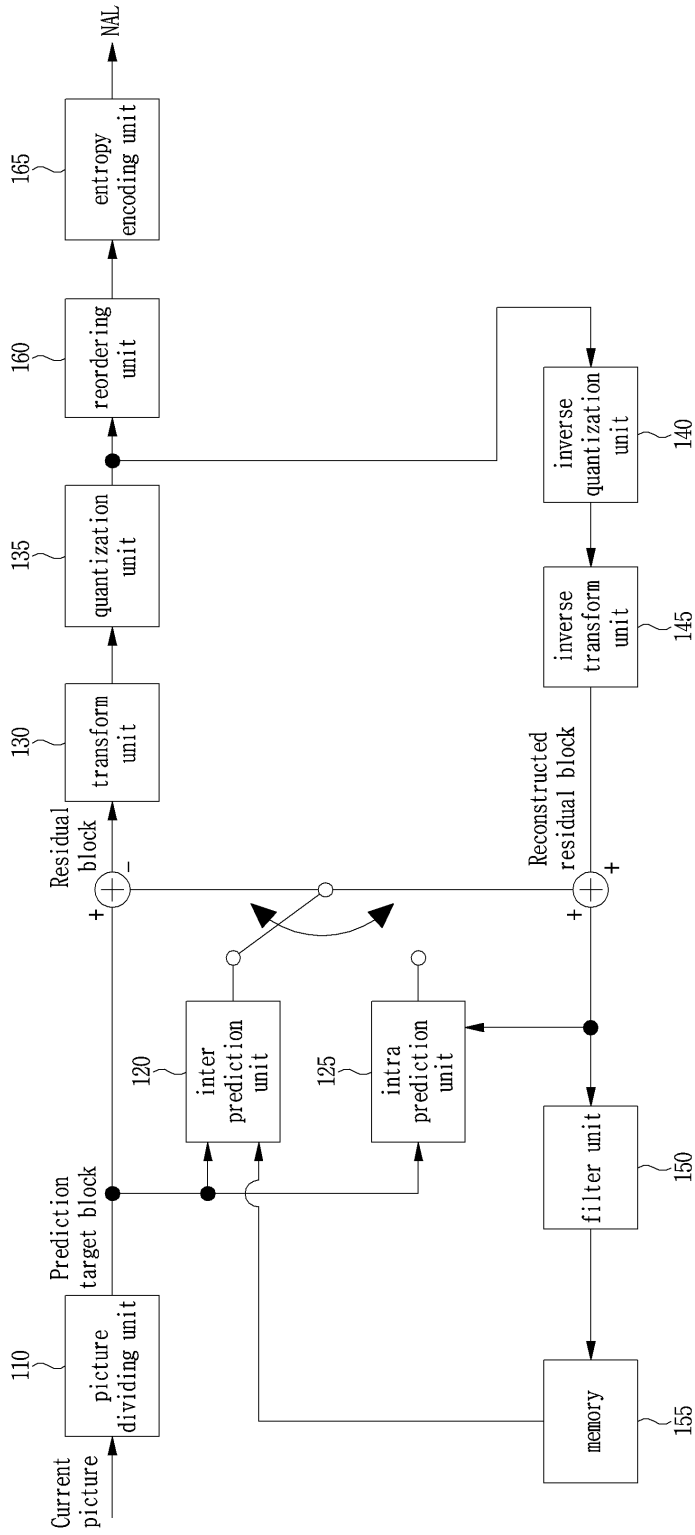 Current
picture
110
picture
dividing unit
Prediction
target block
+
-
Residual
block
130
transform
unit
135
quantization
unit
160
reordering
unit
165
entropy
encoding unit
NAL
120
inter
prediction
unit
125
intra
prediction
unit
155
memory
150
filter unit
+
+
Reconstructed
residual block
145
inverse
transform
unit
140
inverse
quantization
unit